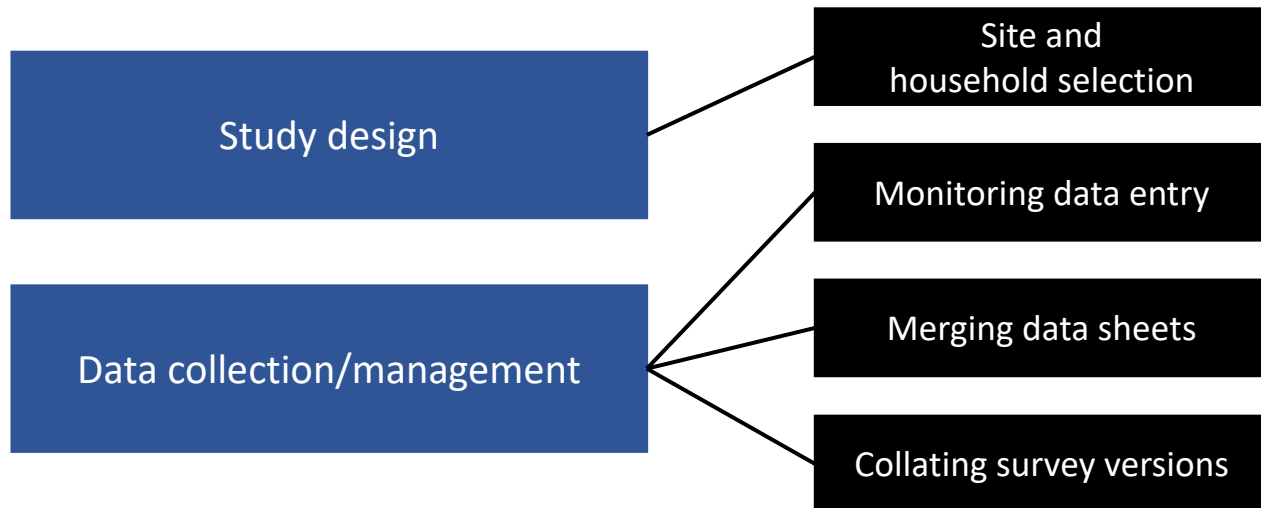 Study design
Site and
household selection
Data collection/management
Monitoring data entry
Merging data sheets
Collating survey versions